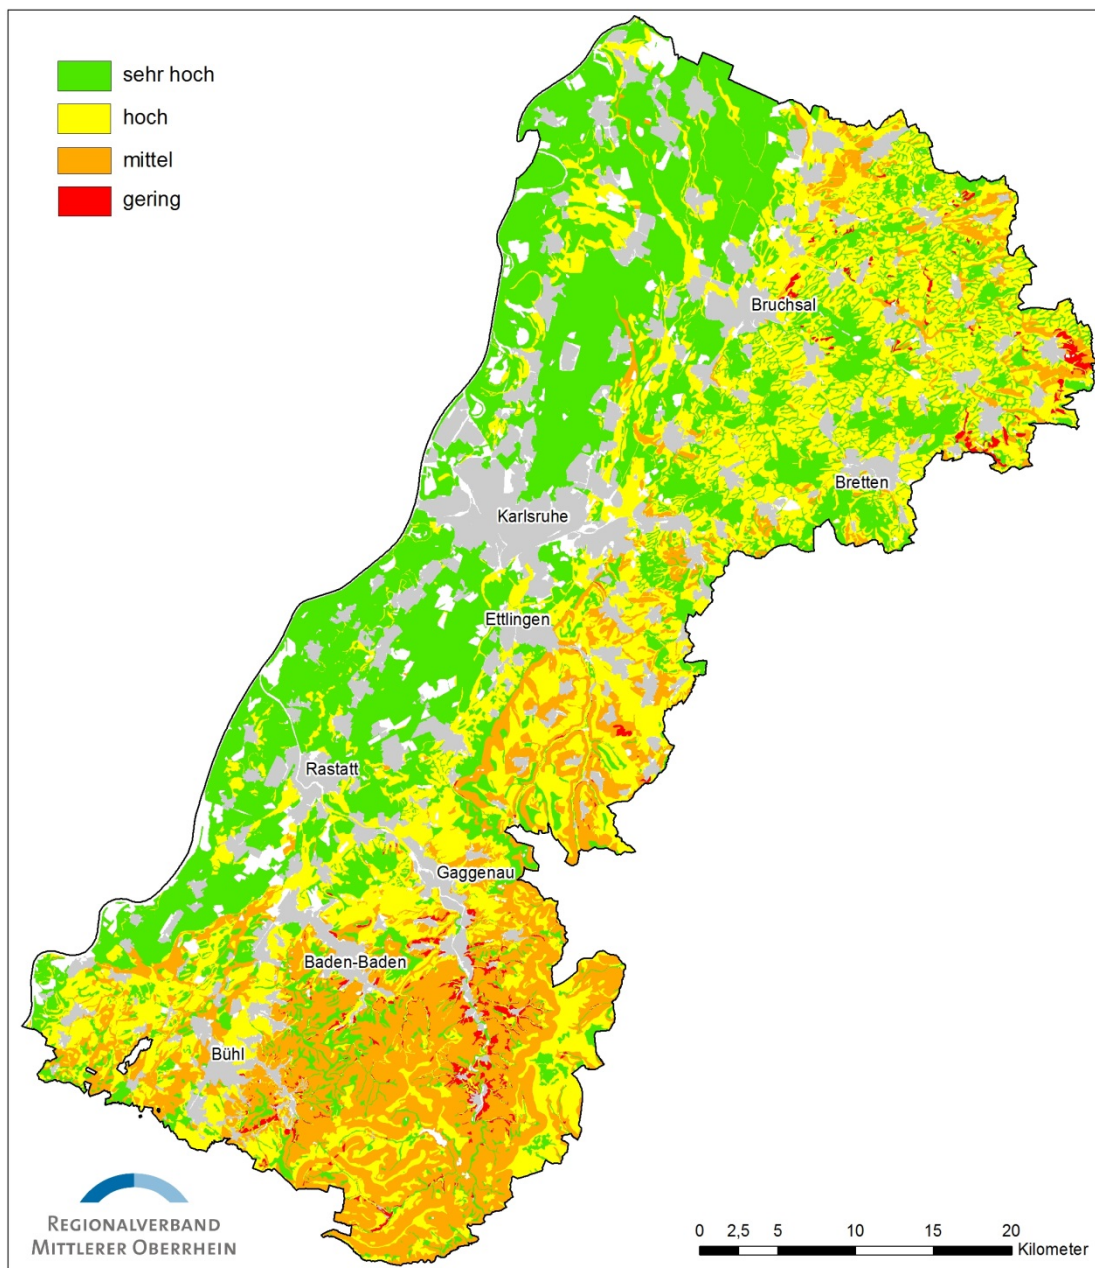 sehr hoch
hoch
mittel
gering
Bruchsal
Bretten
Karlsruhe
Ettlingen
Rastatt
Gaggenau
Baden-Baden
Bühl
REGIONALVERBAND
MITTLERER OBERRHEIN
0 2,5 5 10 15 20
Kilometer